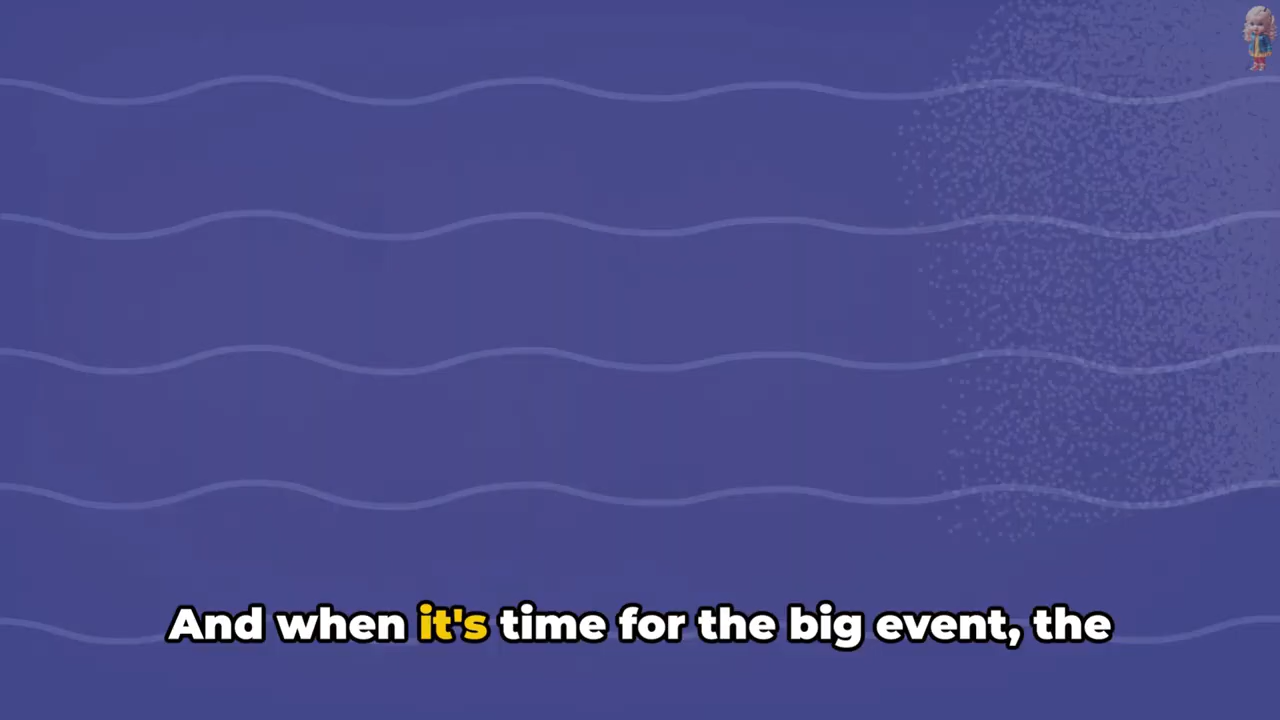 And when it's time for the big event, the